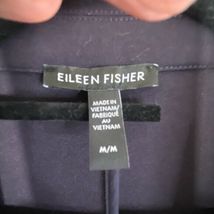 EILEEN FISHER
MADE IN
VIETNAM/
FABRIQUÉ
AU
VIETNAM
M/M